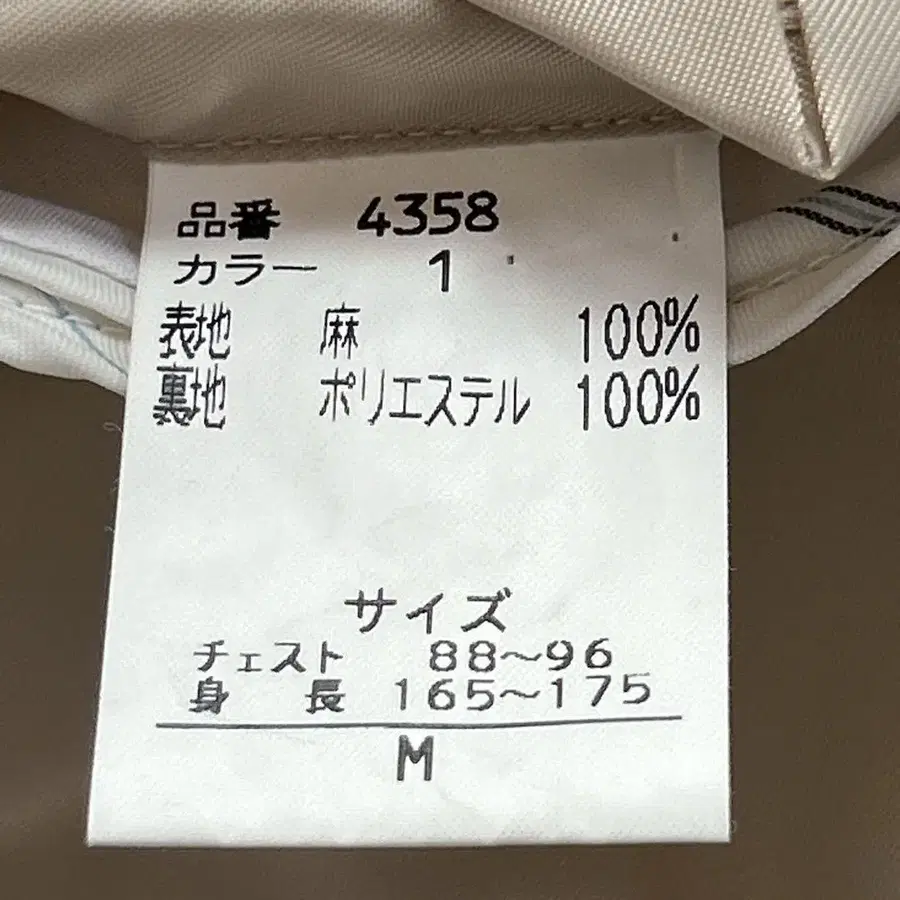 品番 4358
カラー 1
表地 麻 100%
裏地 ポリエステル 100%
サイズ
チェスト 88～96
身長 165～175
M